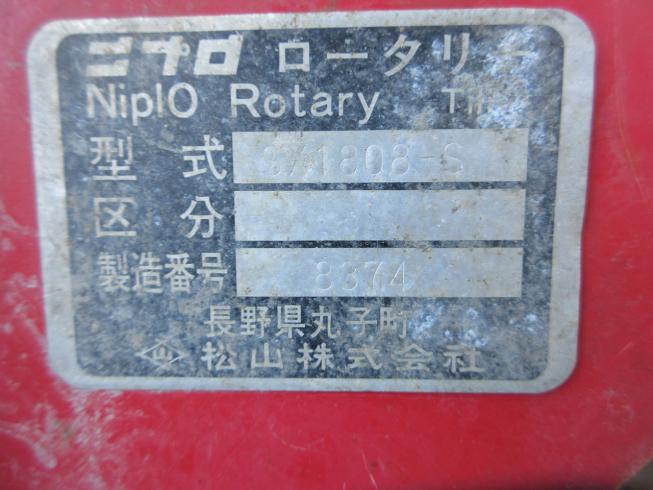 ニプロ ロータリー
NiplO Rotary
型式
区分
製造番号 8374
長野県丸子町
松山株式会社